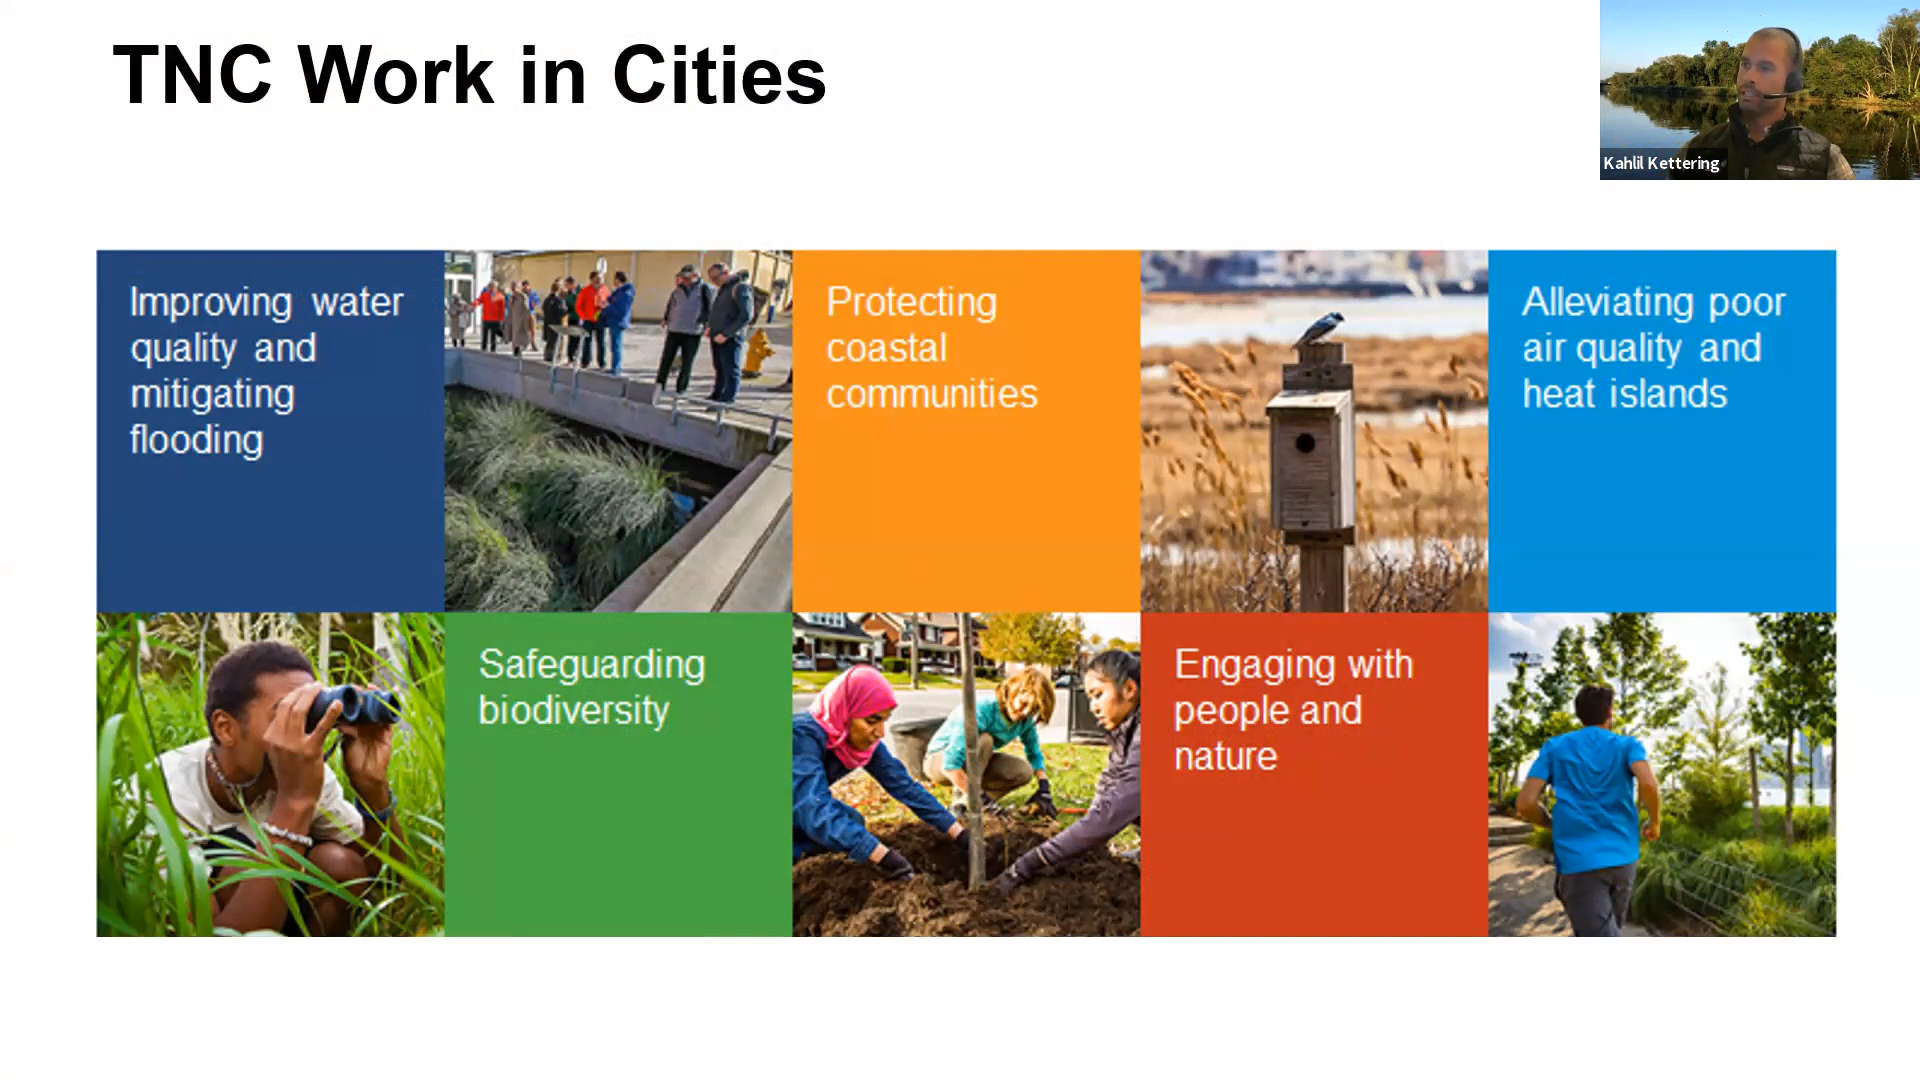 TNC Work in Cities
Kahlil Kettering
Improving water
quality and
mitigating
flooding
Protecting
coastal
communities
Alleviating poor
air quality and
heat islands
Safeguarding
biodiversity
Engaging with
people and
nature